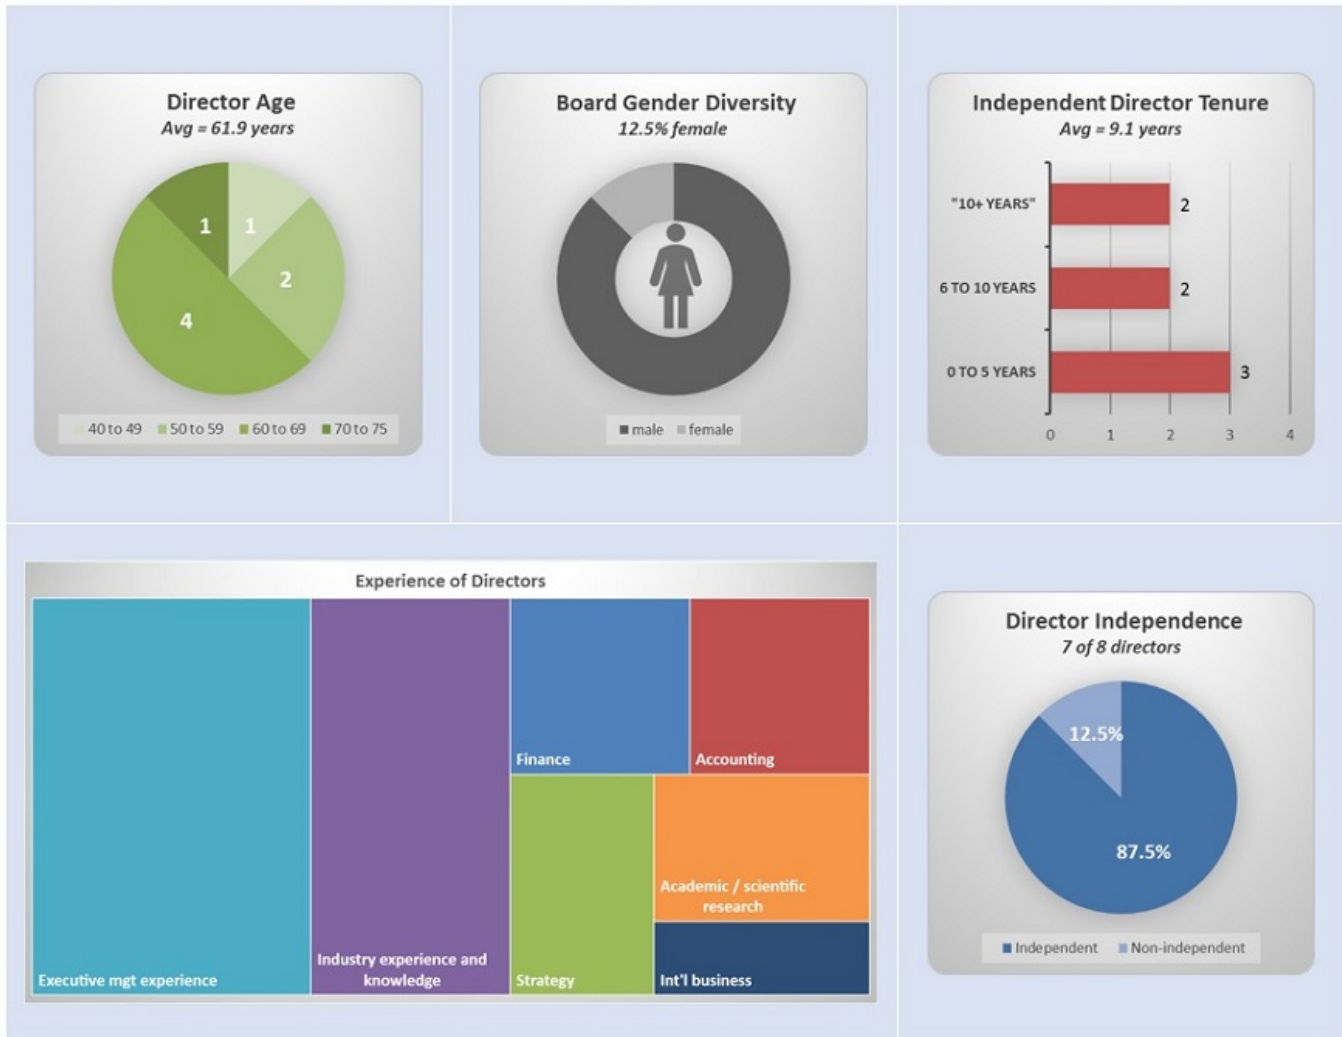 Director Age
Avg = 61.9 years
1
1
2
4
40 to 49
50 to 59
60 to 69
70 to 75
Board Gender Diversity
12.5% female
male
female
Independent Director Tenure
Avg = 9.1 years
"10+ YEARS"
2
6 TO 10 YEARS
2
0 TO 5 YEARS
3
0 1 2 3 4
Experience of Directors
Executive mgt experience
Industry experience and
knowledge
Finance
Accounting
Strategy
Academic / scientific
research
Int'l business
Director Independence
7 of 8 directors
12.5%
87.5%
Independent
Non-independent